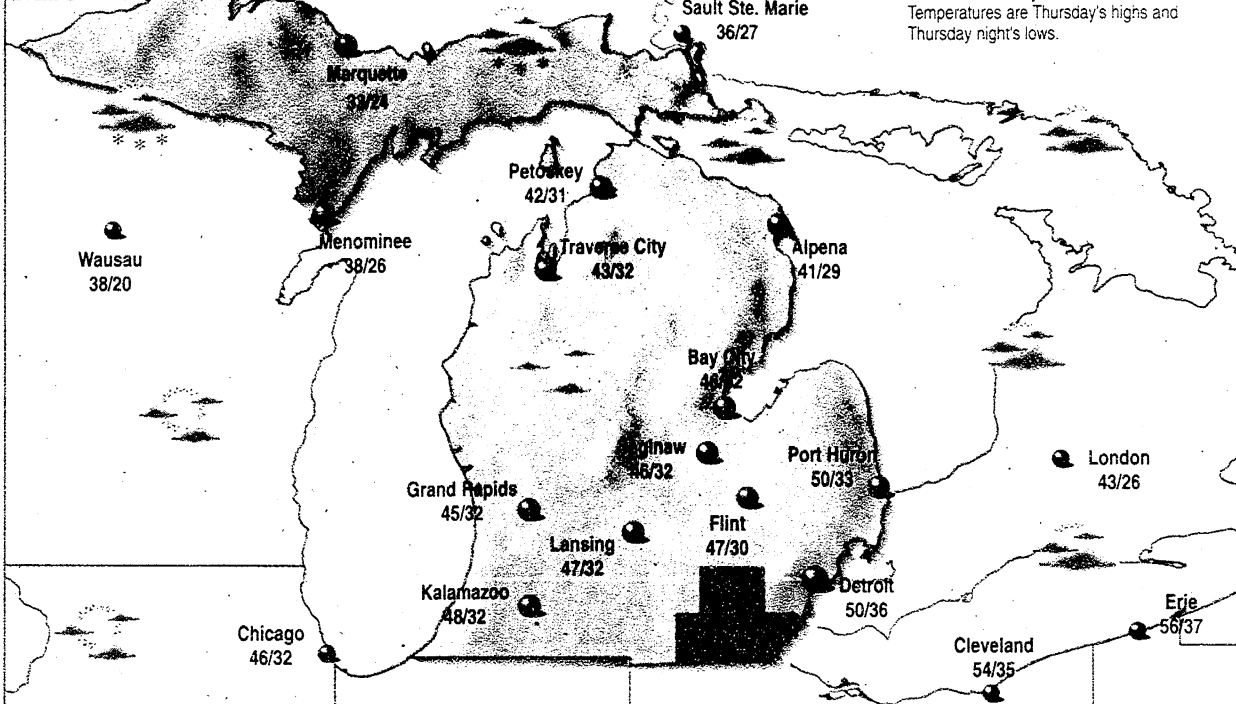 Sault Ste. Marie
36/27
Temperatures are Thursday's highs and
Thursday night's lows.
Marquette
Petoskey
42/31
Menominee
38/26
Wausau
38/20
Traverse City
43/32
Alpena
41/29
Bay City
Port Huron
50/33
Grand Rapids
45/32
Lansing
47/32
Flint
47/30
London
43/26
Kalamazoo
48/32
Detroit
50/36
Chicago
46/32
Cleveland
54/35
Erie
56/37